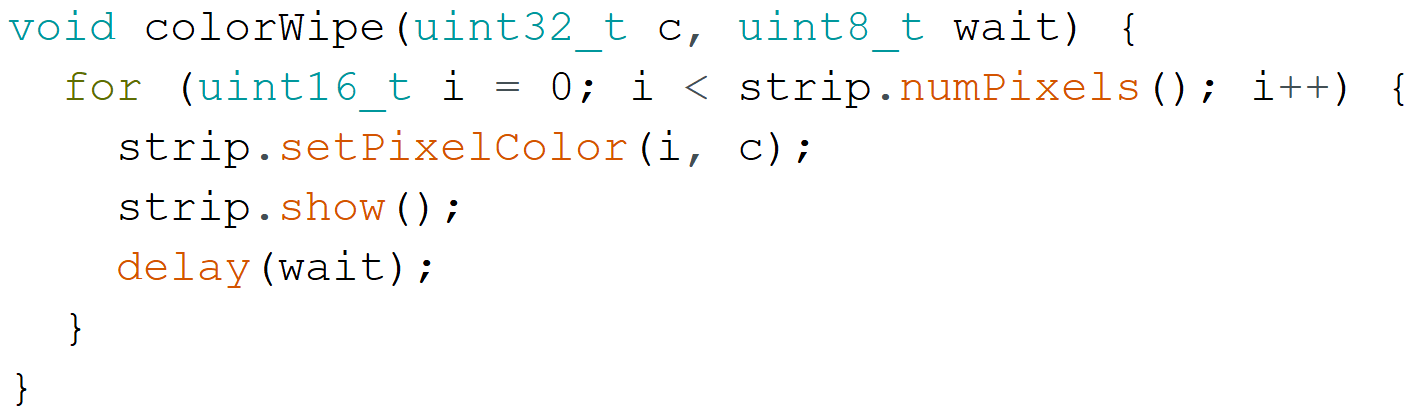 void colorWipe(uint32_t c, uint8_t wait) {
  for (uint16_t i = 0; i < strip.numPixels(); i++) {
    strip.setPixelColor(i, c);
    strip.show();
    delay(wait);
  }
}